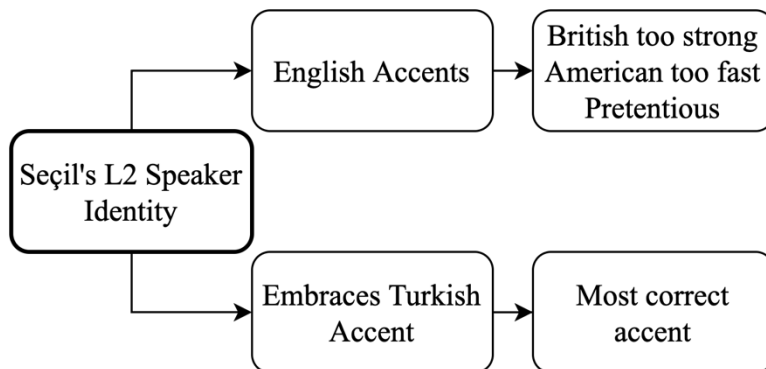 Seçil's L2 Speaker
Identity
English Accents
British too strong
American too fast
Pretentious
Embraces Turkish
Accent
Most correct
accent